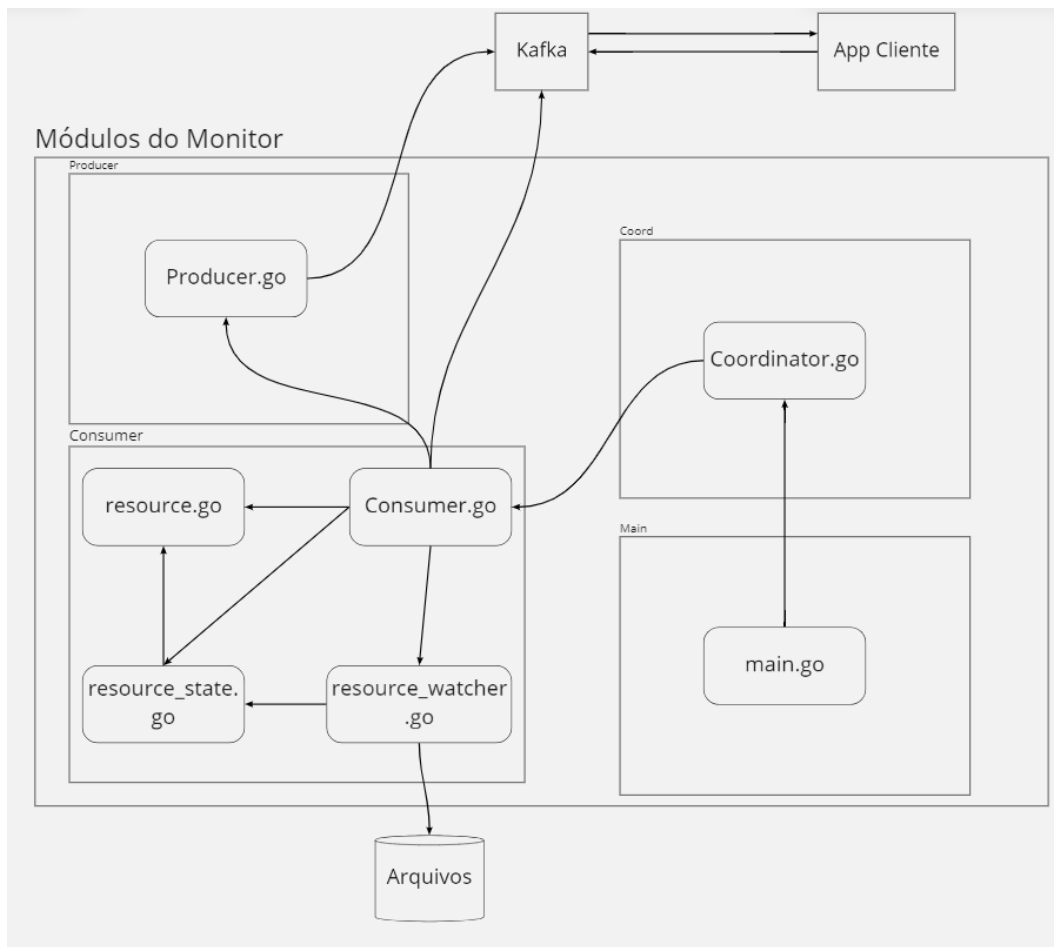 Kafka
App Cliente
Módulos do Monitor
Producer
Producer.go
Coord
Coordinator.go
Consumer
resource.go
Consumer.go
Main
main.go
resource_state.
go
resource_watcher
.go
Arquivos